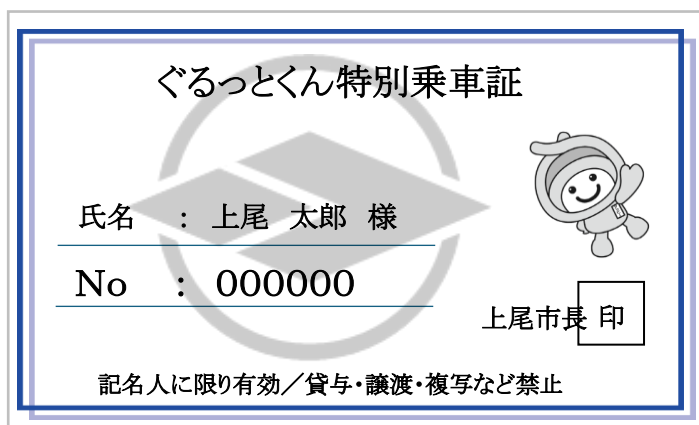 ぐるっとくん特別乗車証
氏名　：　上尾　太郎　様
No　：　000000
上尾市長 印
記名人に限り有効／貸与・譲渡・複写など禁止